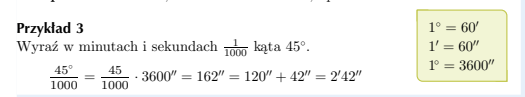 Przykład 3
Wyraź w minutach i sekundach 1/1000 kąta 45°.
45°/1000 = 45/1000 · 3600″ = 162″ = 120″ + 42″ = 2′42″
1° = 60′
1′ = 60″
1° = 3600″